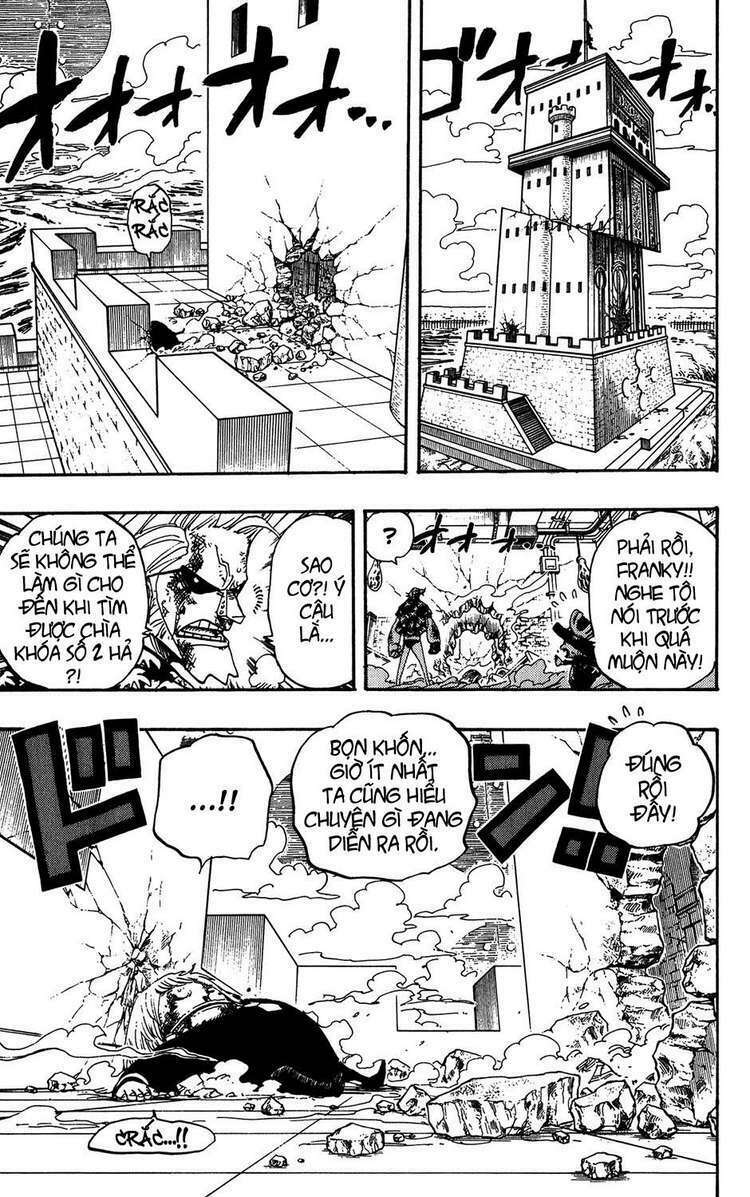 ゴオオオオ
オオオオオ…
RẮC
RẮC
PHẢI RỒI,
FRANKY!!
NGHE TÔI
NÓI TRƯỚC
KHI QUÁ
MUỘN NÀY!
オオオ…
?
SAO
CƠ?! Ý
CẬU
LÀ...
CHÚNG TA
SẼ KHÔNG THỂ
LÀM GÌ CHO
ĐẾN KHI TÌM
ĐƯỢC CHÌA
KHÓA SỐ 2 HẢ
?!
ĐÚNG
RỒI
ĐẤY!
BỌN KHỐN...
GIỜ ÍT NHẤT
TA CŨNG HIỂU
CHUYỆN GÌ ĐANG
DIỄN RA RỒI.
...!!
ドン!!
CRẮC...!!